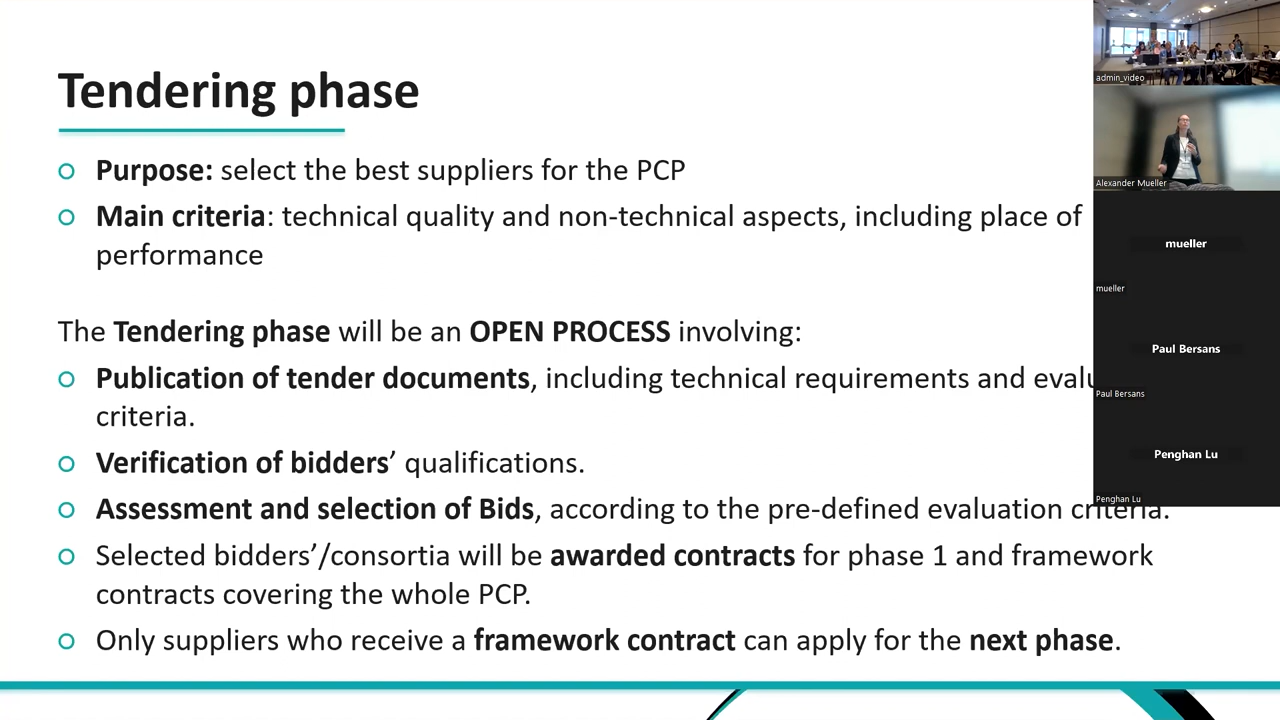 Tendering phase
Purpose: select the best suppliers for the PCP
Main criteria: technical quality and non-technical aspects, including place of
performance
The Tendering phase will be an OPEN PROCESS involving:
Publication of tender documents, including technical requirements and
criteria.
Verification of bidders’ qualifications.
Assessment and selection of Bids, according to the pre-defined evaluation criteria.
Selected bidders’/consortia will be awarded contracts for phase 1 and framework
contracts covering the whole PCP.
Only suppliers who receive a framework contract can apply for the next phase.
admin_video
Alexander Mueller
mueller
mueller
Paul Bersans
Paul Bersans
Penghan Lu
Penghan Lu